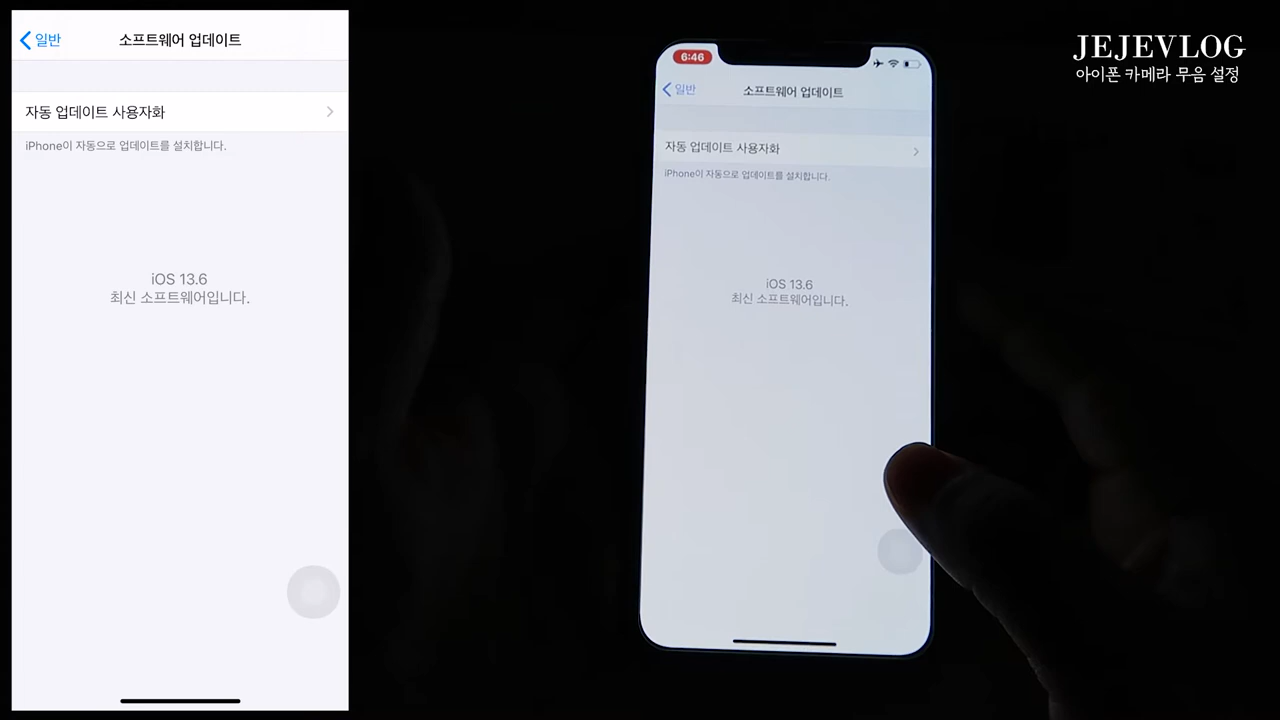 일반
소프트웨어 업데이트
자동 업데이트 사용자화
iPhone이 자동으로 업데이트를 설치합니다.
iOS 13.6
최신 소프트웨어입니다.
6:46
일반
소프트웨어 업데이트
자동 업데이트 사용자화
iPhone이 자동으로 업데이트를 설치합니다.
iOS 13.6
최신 소프트웨어입니다.
JEJEVLOG
아이폰 카메라 무음 설정